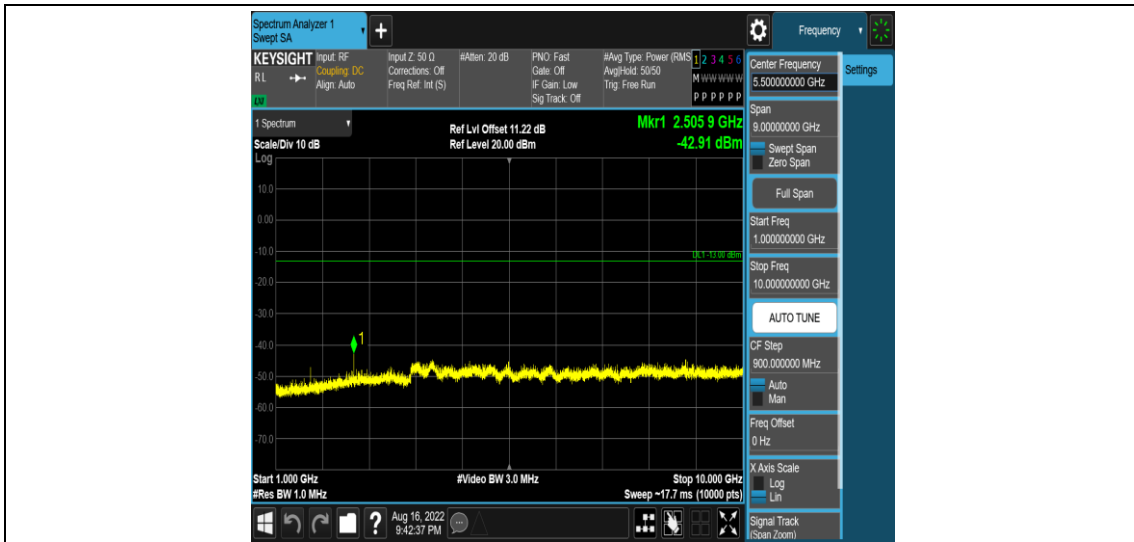 Spectrum Analyzer 1
Swept SA
+
Frequency
KEYSIGHT
RL
LXI
Input: RF
Coupling: DC
Align: Auto
Input Z: 50 Ω
Corrections: Off
Freq Ref: Int (S)
#Atten: 20 dB
PNO: Fast
Gate: Off
IF Gain: Low
Sig Track: Off
#Avg Type: Power (RMS
Avg|Hold: 50/50
Trig: Free Run
1 2 3 4 5 6
M W W W W W
P P P P P P
1 Spectrum
Scale/Div 10 dB
Ref Lvl Offset 11.22 dB
Ref Level 20.00 dBm
Mkr1 2.505 9 GHz
-42.91 dBm
Log
10.0
0.00
-10.0
DL1 -13.00 dBm
-20.0
-30.0
-40.0
1
-50.0
-60.0
-70.0
Start 1.000 GHz
#Res BW 1.0 MHz
#Video BW 3.0 MHz
Stop 10.000 GHz
Sweep ~17.7 ms (10000 pts)
Center Frequency
5.500000000 GHz
Settings
Span
9.00000000 GHz
Swept Span
Zero Span
Full Span
Start Freq
1.000000000 GHz
Stop Freq
10.000000000 GHz
AUTO TUNE
CF Step
900.000000 MHz
Auto
Man
Freq Offset
0 Hz
X Axis Scale
Log
Lin
Signal Track
(Span Zoom)
?
Aug 16, 2022
9:42:37 PM